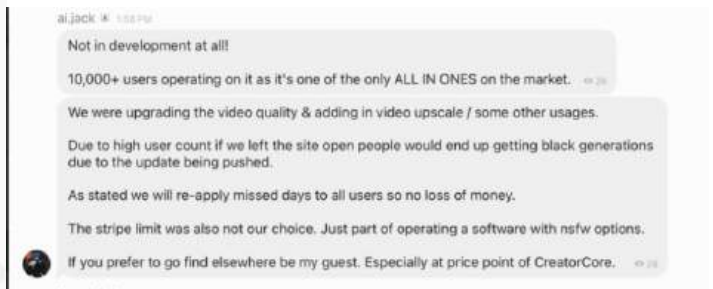 ai.jack 1:58 PM
Not in development at all!
10,000+ users operating on it as it's one of the only ALL IN ONES on the market. 28
We were upgrading the video quality & adding in video upscale / some other usages.
Due to high user count if we left the site open people would end up getting black generations
due to the update being pushed.
As stated we will re-apply missed days to all users so no loss of money.
The stripe limit was also not our choice. Just part of operating a software with nsfw options.
If you prefer to go find elsewhere be my guest. Especially at price point of CreatorCore. 28